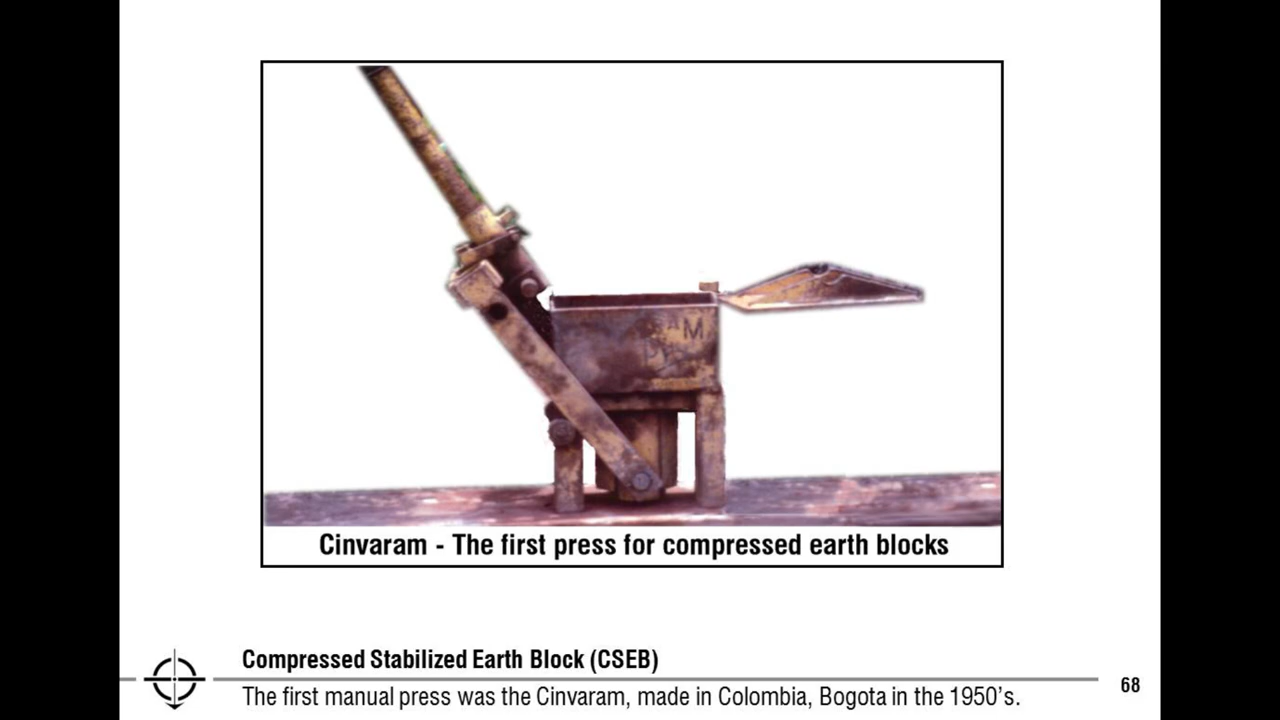 Cinvaram - The first press for compressed earth blocks
Compressed Stabilized Earth Block (CSEB)
The first manual press was the Cinvaram, made in Colombia, Bogota in the 1950's.
68